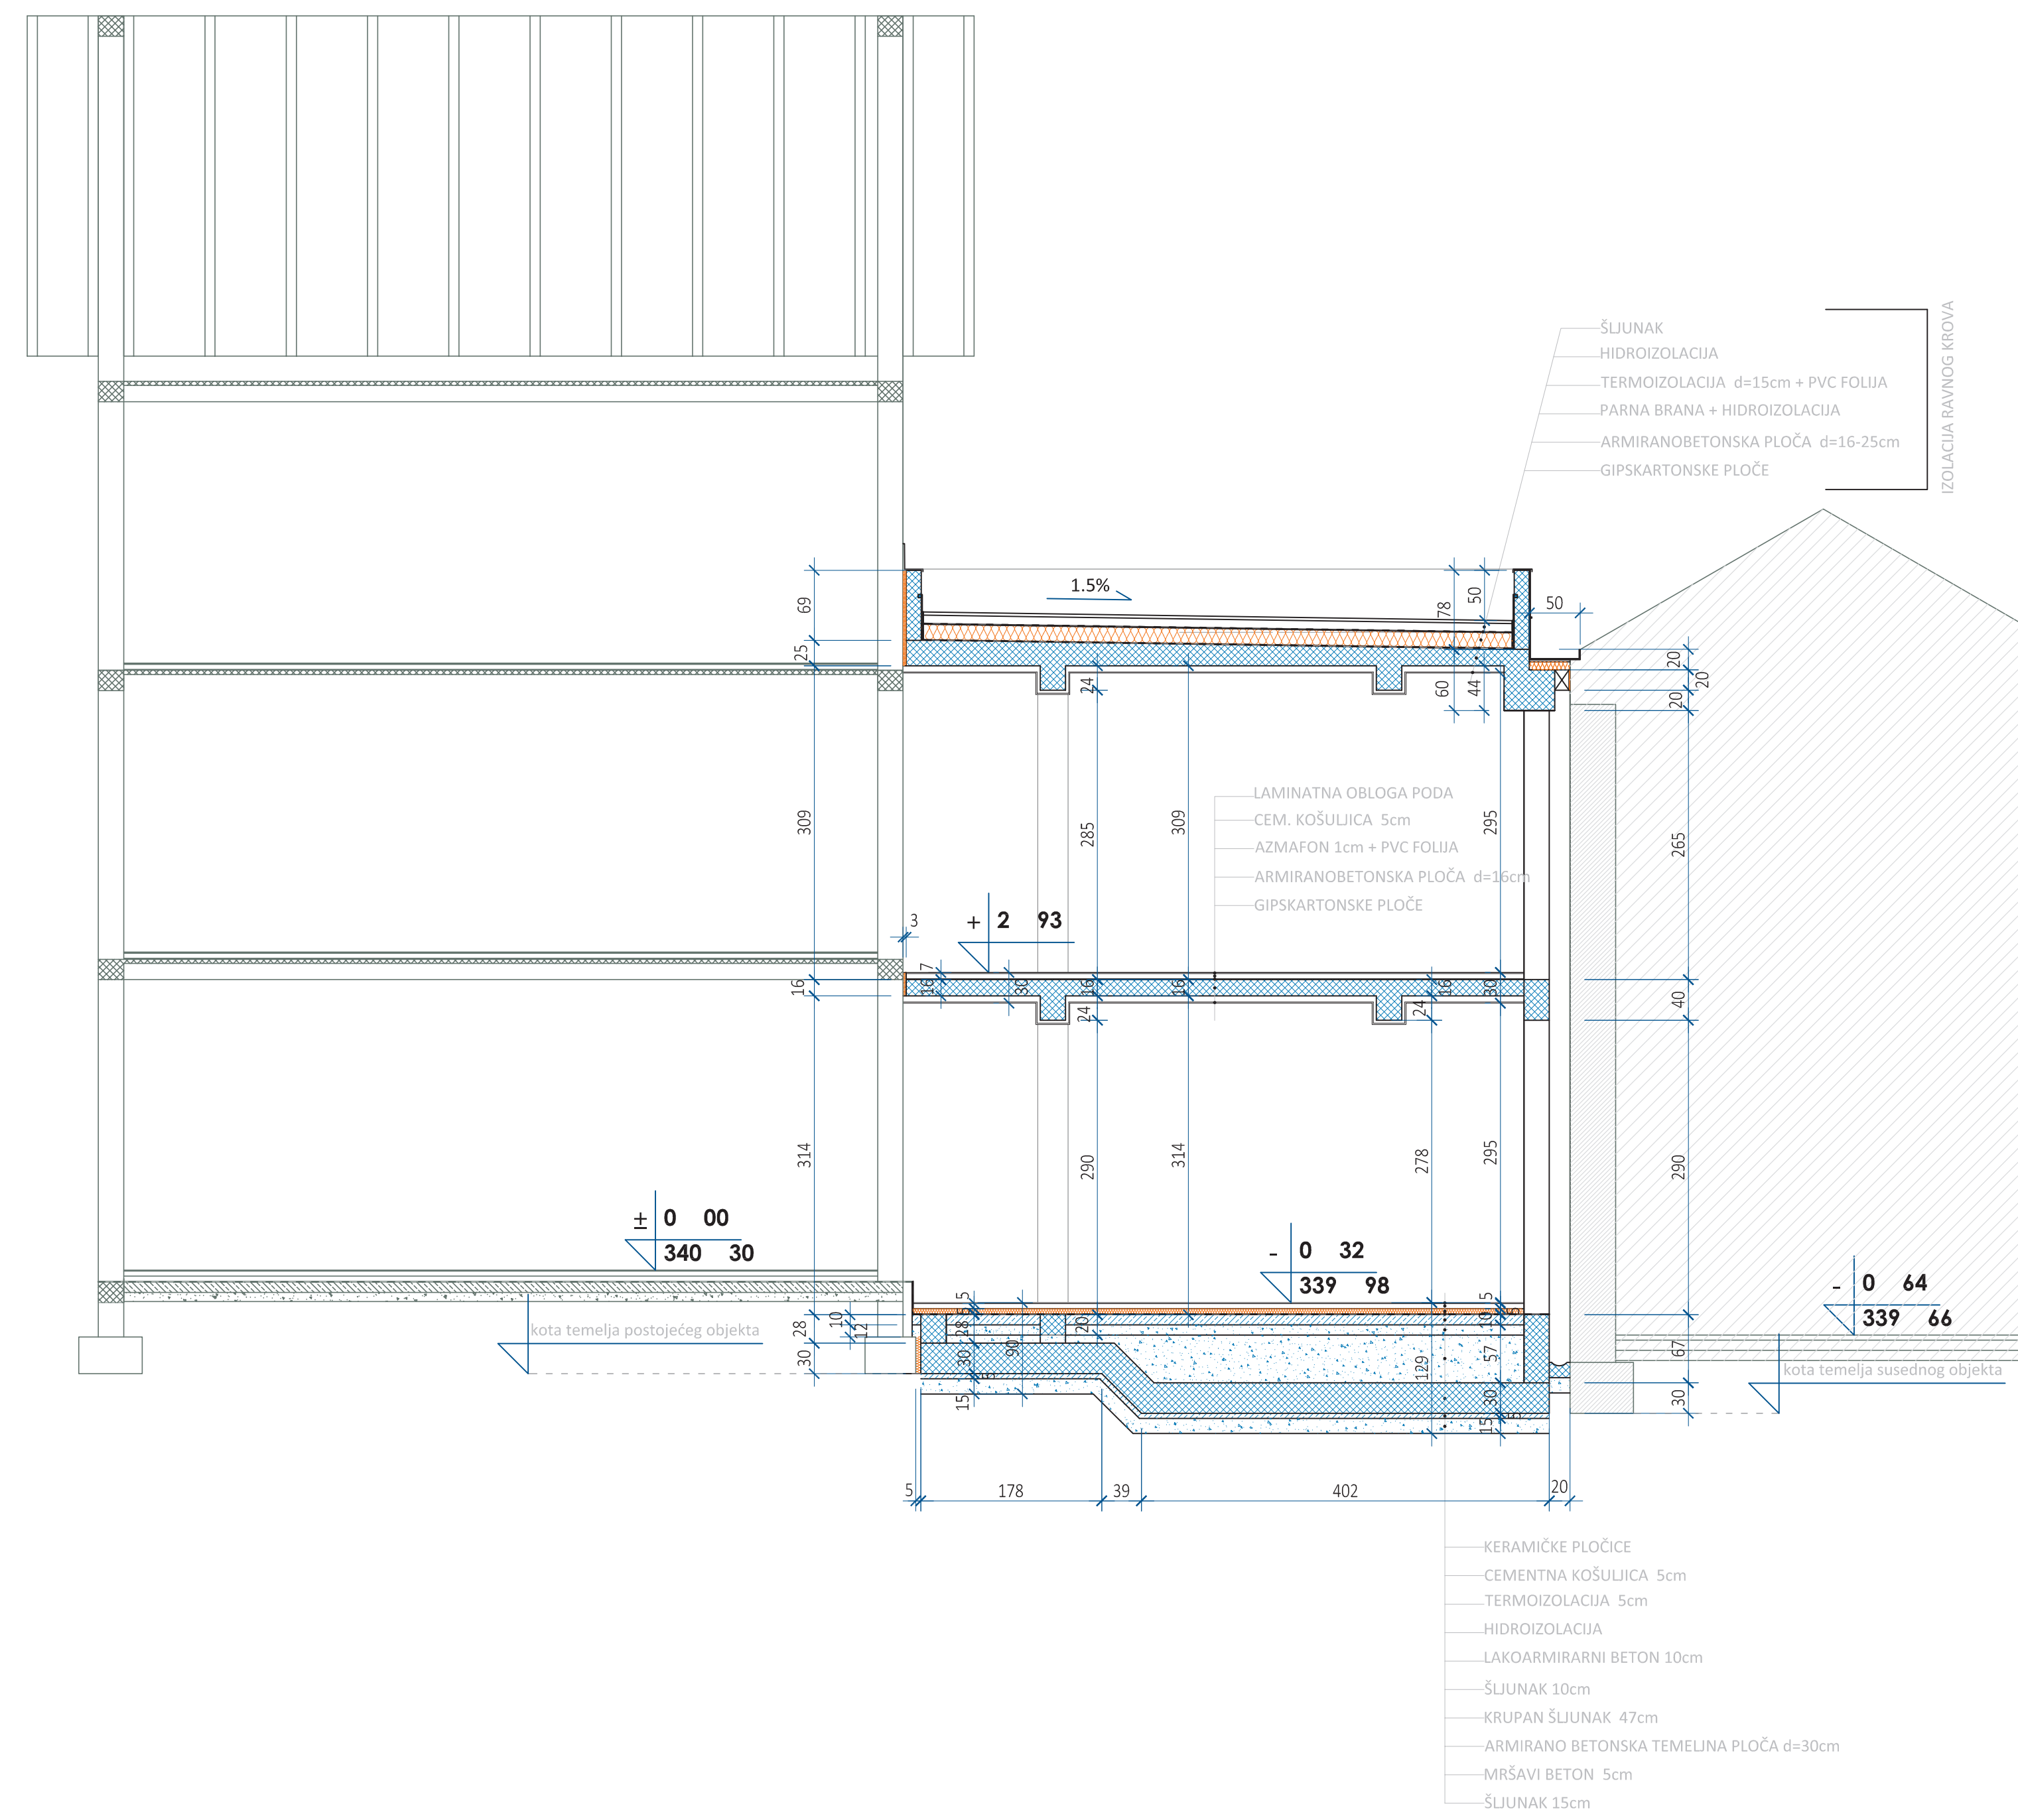 ŠLJUNAK
HIDROIZOLACIJA
TERMOIZOLACIJA d=15cm + PVC FOLIJA
PARNA BRANA + HIDROIZOLACIJA
ARMIRANOBETONSKA PLOČA d=16-25cm
GIPSKARTONSKE PLOČE
IZOLACIJA RAVNOG KROVA
1.5%
69
25
78
50
50
24
60
44
20
20
20
309
285
309
295
265
LAMINATNA OBLOGA PODA
CEM. KOŠULJICA 5cm
AZMAFON 1cm + PVC FOLIJA
ARMIRANOBETONSKA PLOČA d=16cm
GIPSKARTONSKE PLOČE
3
+ 2 93
7
16
16
30
16
24
16
16
24
30
40
314
290
314
278
295
290
± 0 00
340 30
- 0 32
339 98
- 0 64
339 66
kota temelja postojećeg objekta
kota temelja susednog objekta
28
30
10
12
5
5
28
30
5
15
90
20
129
5
5
10
57
30
5
15
67
30
5
178
39
402
20
KERAMIČKE PLOČICE
CEMENTNA KOŠULJICA 5cm
TERMOIZOLACIJA 5cm
HIDROIZOLACIJA
LAKOARMIRARNI BETON 10cm
ŠLJUNAK 10cm
KRUPAN ŠLJUNAK 47cm
ARMIRANO BETONSKA TEMELJNA PLOČA d=30cm
MRŠAVI BETON 5cm
ŠLJUNAK 15cm